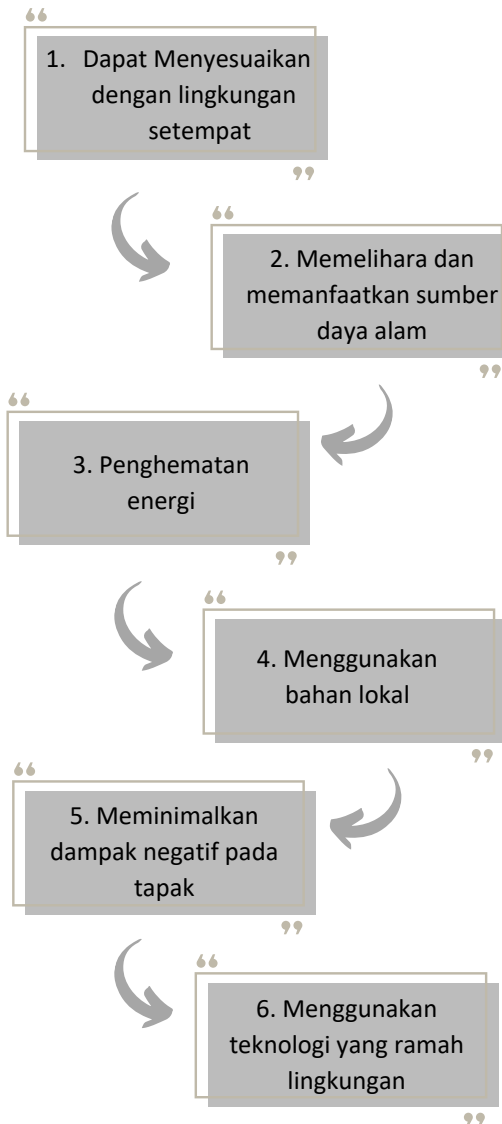 1. Dapat Menyesuaikan
dengan lingkungan
setempat
2. Memelihara dan
memanfaatkan sumber
daya alam
3. Penghematan
energi
4. Menggunakan
bahan lokal
5. Meminimalkan
dampak negatif pada
tapak
6. Menggunakan
teknologi yang ramah
lingkungan